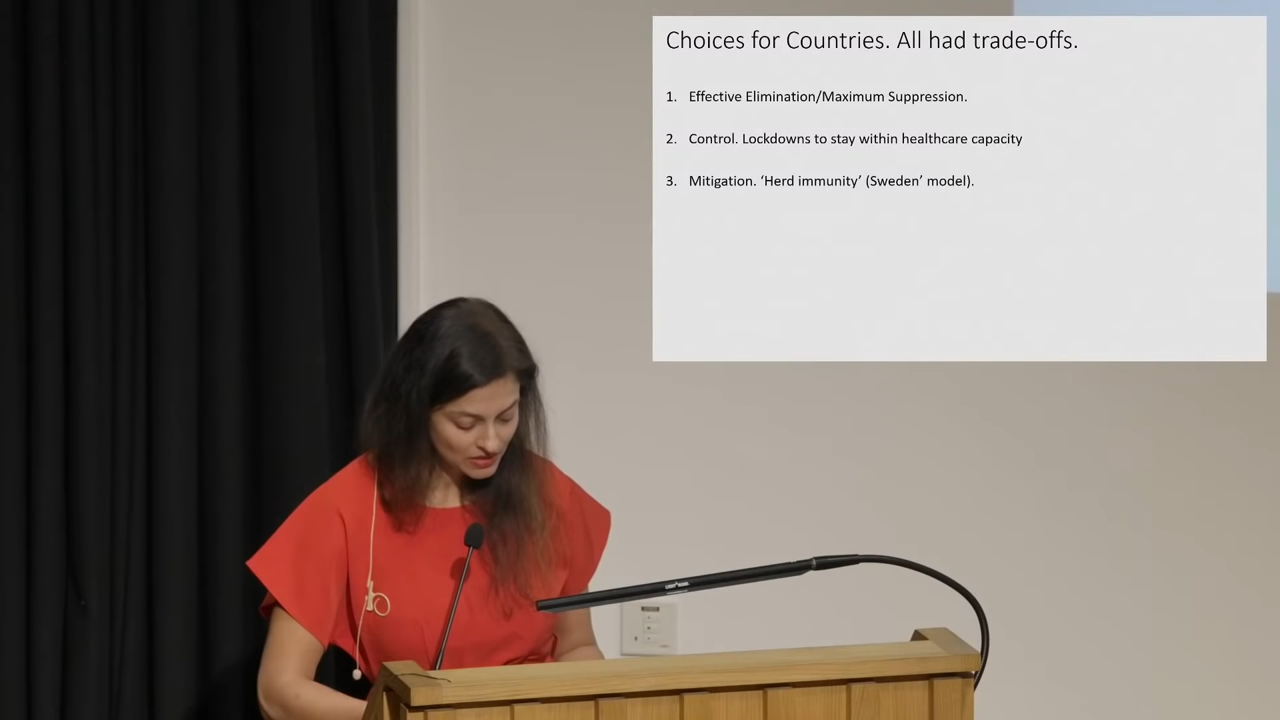 Choices for Countries. All had trade-offs.
1. Effective Elimination/Maximum Suppression.
2. Control. Lockdowns to stay within healthcare capacity
3. Mitigation. ‘Herd immunity’ (Sweden’ model).